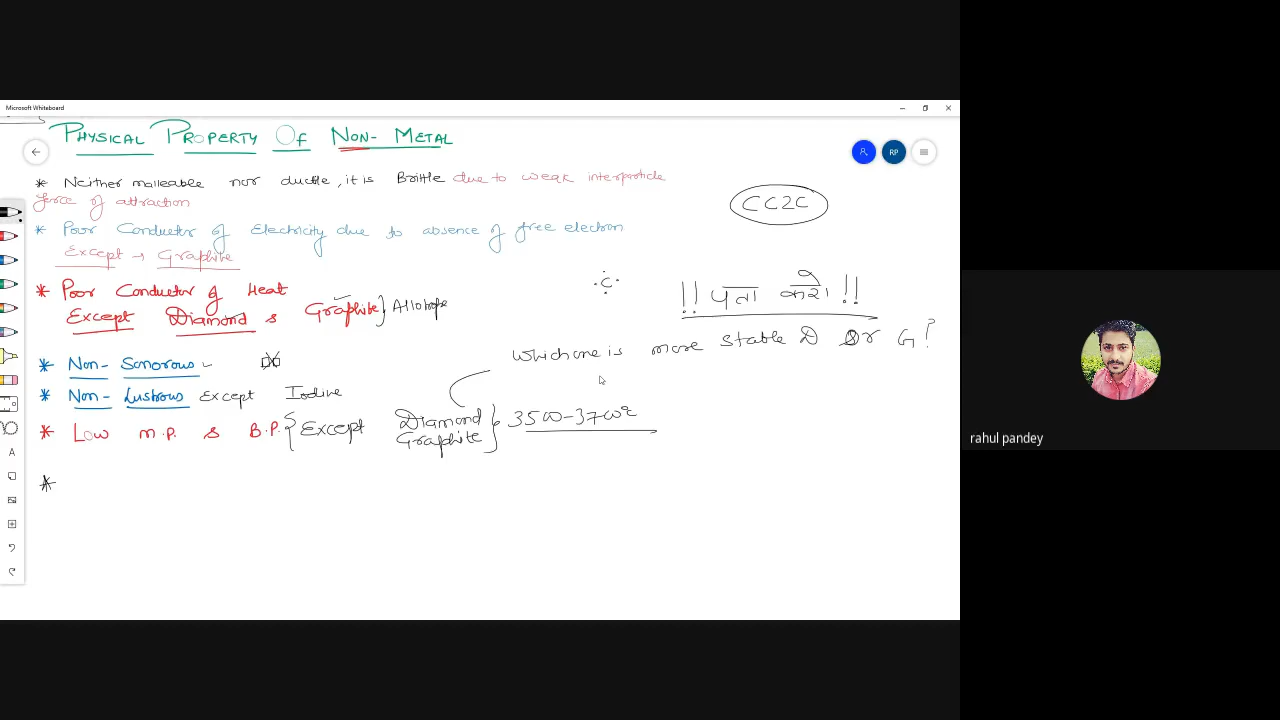 Microsoft Whiteboard
PHYSICAL PROPERTY OF NON-METAL
RP
* Neither malleable nor ductle, it is Brittle due to weak interparticle
force of attraction
CC2C
* Poor Conductor of Electricity due to absence of free electron
Except → Graphite
* Poor Conductor of Heat
Except Diamond & Graphite } Allotrope
C
!! पता करो !!
Which one is more stable D or G?
* Non-Sonorous -
* Non-Lustrous Except Iodine
* Low m.p. & B.P. { Except Diamond
Graphite } 3500-3700
*
A
rahul pandey